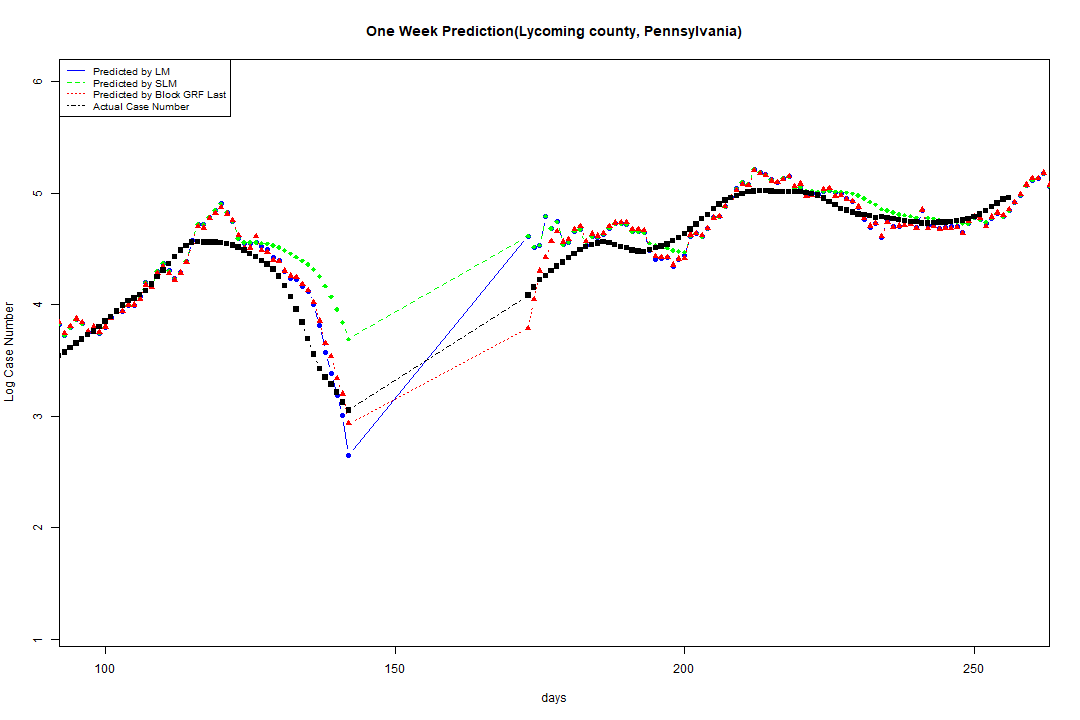 One Week Prediction(Lycoming county, Pennsylvania)
Predicted by LM
Predicted by SLM
Predicted by Block GRF Last
Actual Case Number
6
5
4
3
2
1
Log Case Number
100 150 200 250
days